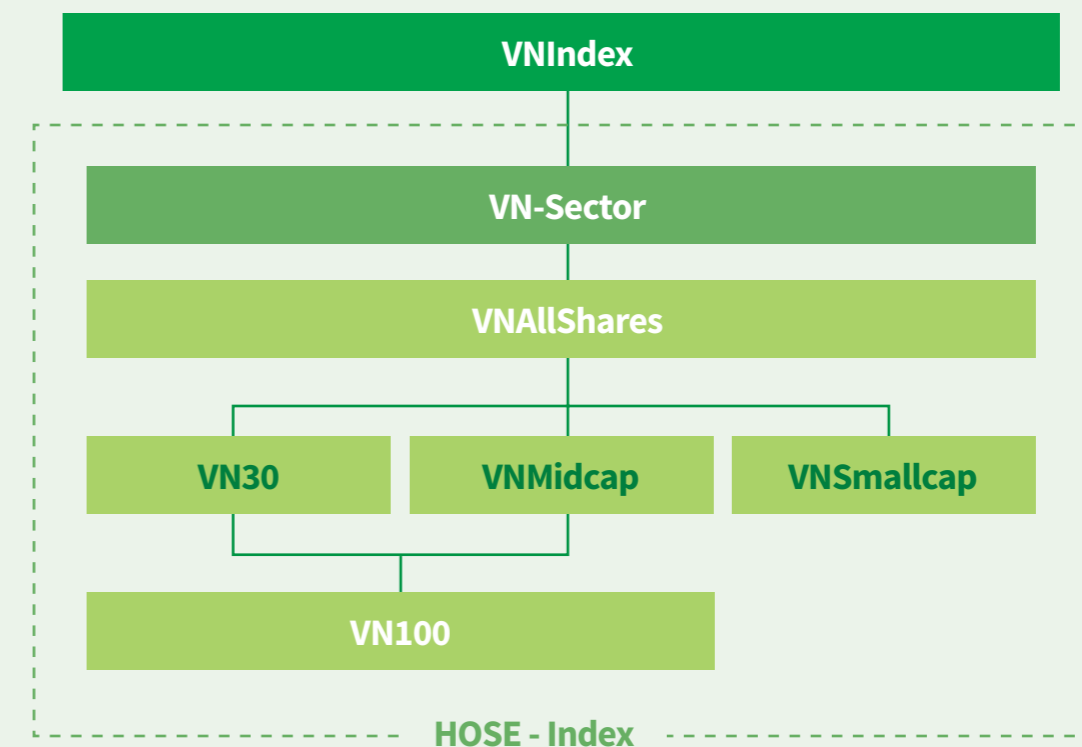 VNIndex
VN-Sector
VNAllShares
VN30
VNMidcap
VNSmallcap
VN100
HOSE - Index